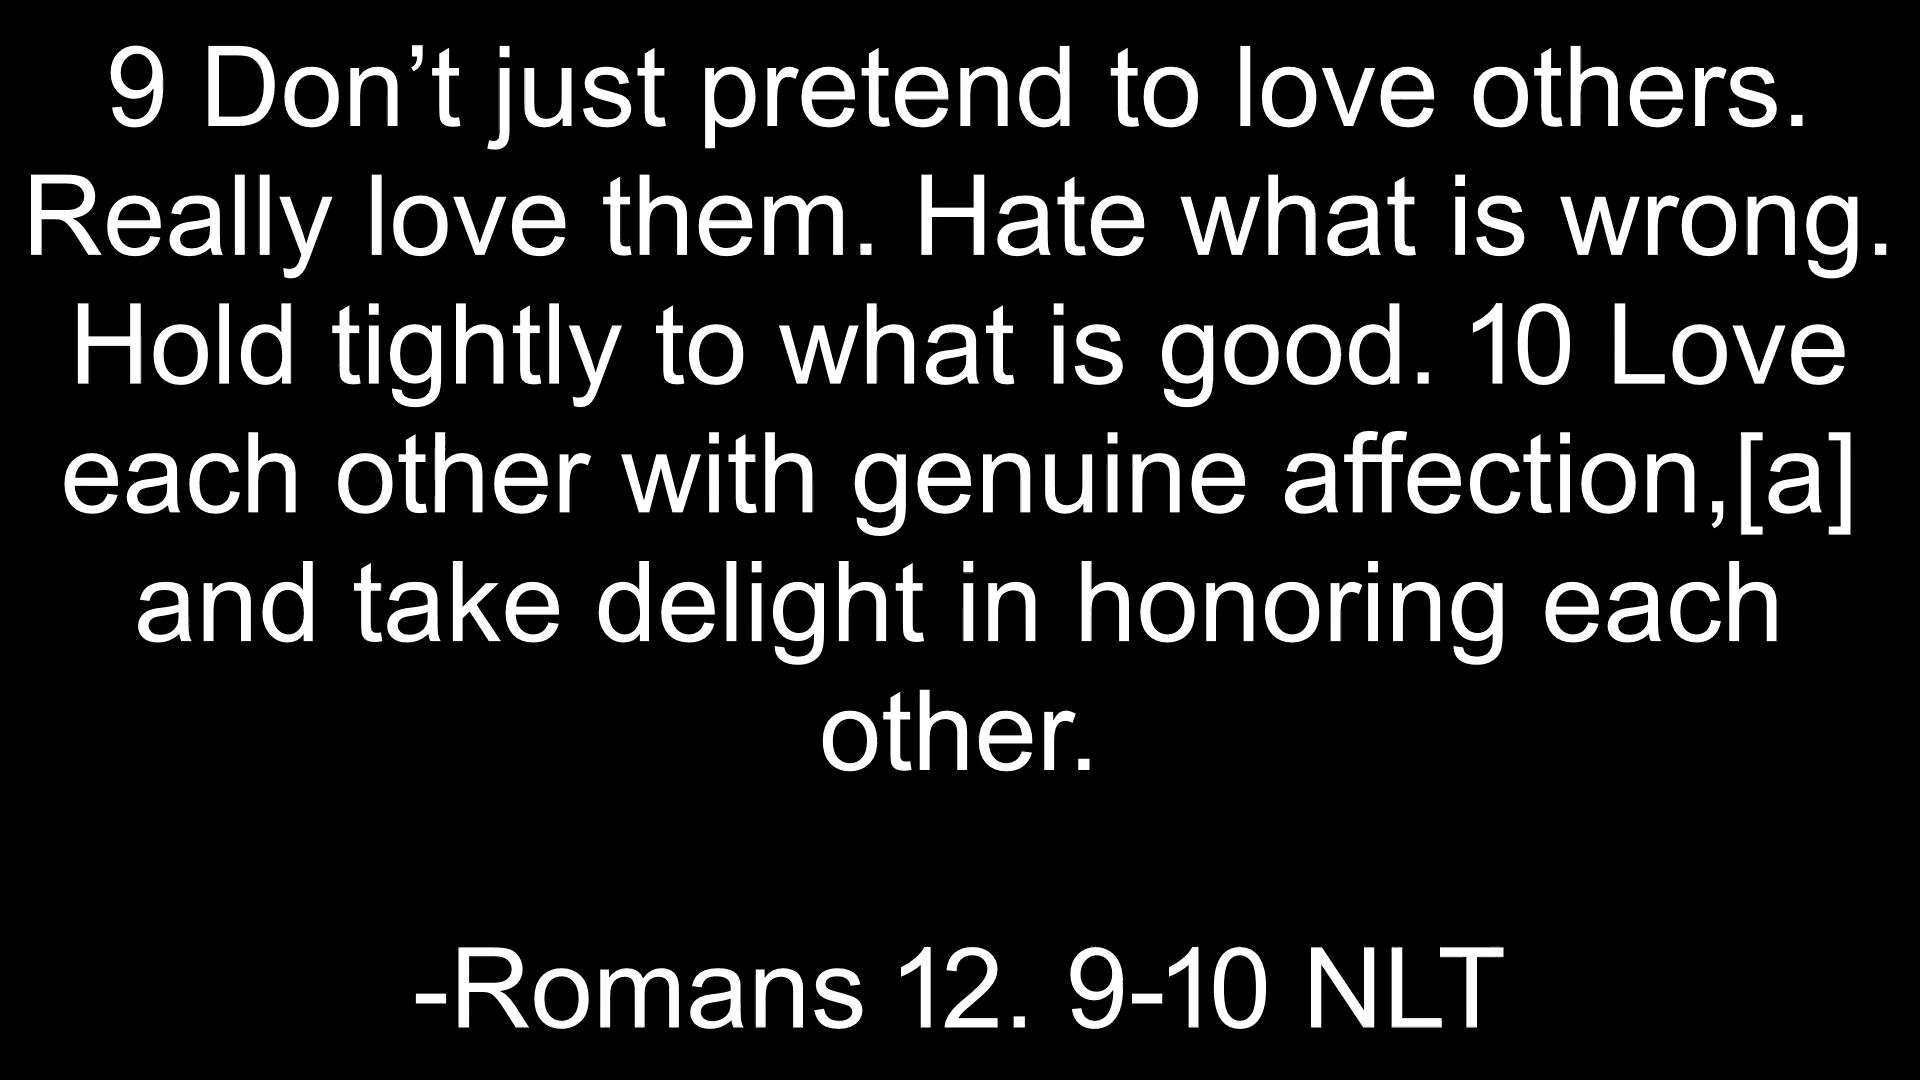 9 Don’t just pretend to love others.
Really love them. Hate what is wrong.
Hold tightly to what is good. 10 Love
each other with genuine affection,[a]
and take delight in honoring each
other.
-Romans 12. 9-10 NLT